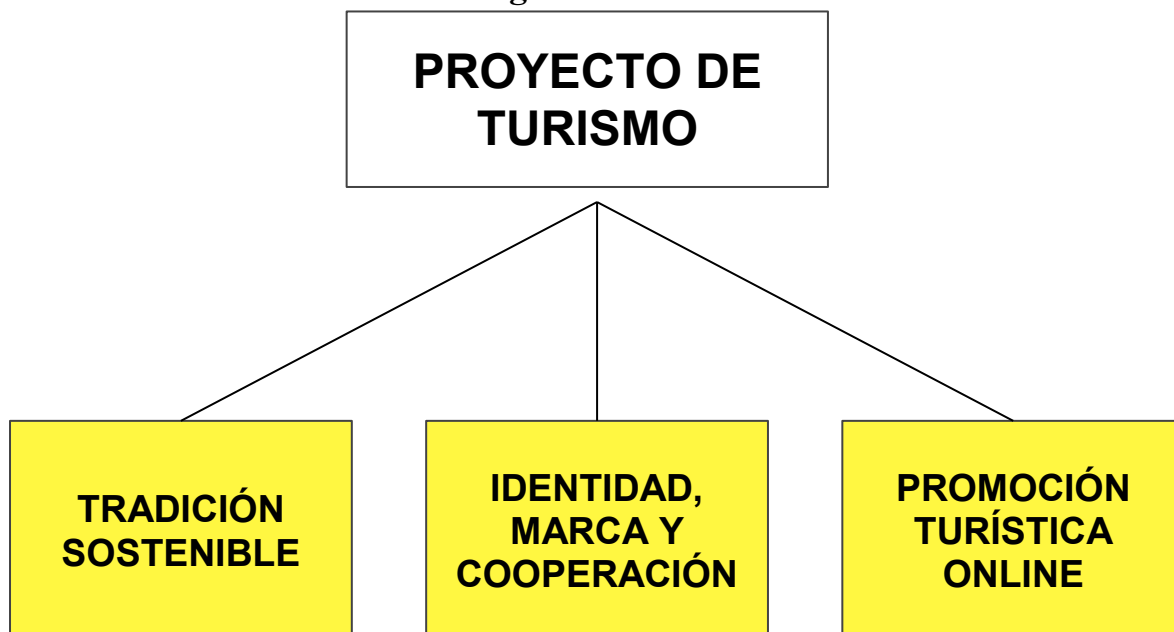 PROYECTO DE
TURISMO
TRADICIÓN
SOSTENIBLE
IDENTIDAD,
MARCA Y
COOPERACIÓN
PROMOCIÓN
TURÍSTICA
ONLINE